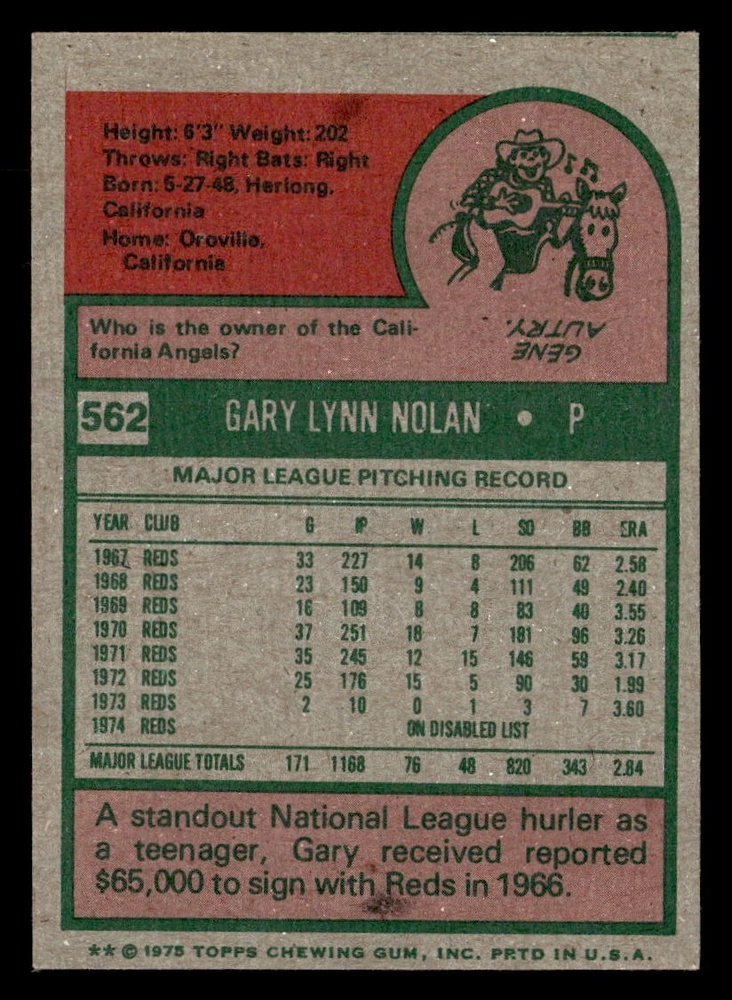 Height: 6'3" Weight: 202
Throws: Right Bats: Right
Born: 5-27-48, Herlong,
California
Home: Oroville,
California
Who is the owner of the Cali-
fornia Angels?
GENE
AUTRY.
562 GARY LYNN NOLAN • P
MAJOR LEAGUE PITCHING RECORD
YEAR CLUB G IP W L SO BB ERA
1967 REDS 33 227 14 8 206 62 2.58
1968 REDS 23 150 9 4 111 49 2.40
1969 REDS 16 109 8 8 83 40 3.55
1970 REDS 37 251 18 7 181 96 3.26
1971 REDS 35 245 12 15 146 59 3.17
1972 REDS 25 176 15 5 90 30 1.99
1973 REDS 2 10 0 1 3 7 3.60
1974 REDS ON DISABLED LIST
MAJOR LEAGUE TOTALS 171 1168 76 48 820 343 2.84
A standout National League hurler as
a teenager, Gary received reported
$65,000 to sign with Reds in 1966.
** © 1975 TOPPS CHEWING GUM, INC. PRTD IN U.S.A.